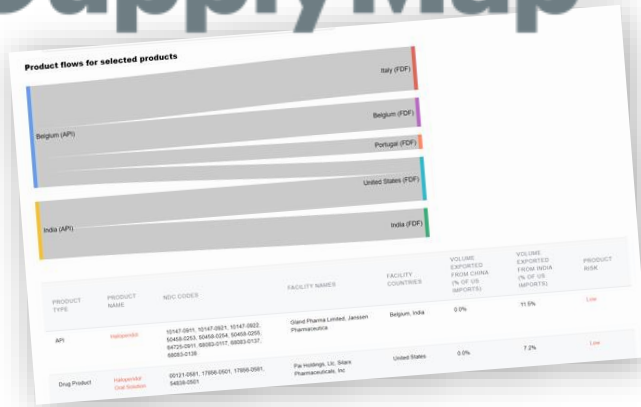 SupplyMap
Product flows for selected products
Italy (FDF)
Belgium (FDF)
Belgium (API)
Portugal (FDF)
United States (FDF)
India (API)
India (FDF)
PRODUCT TYPE PRODUCT NAME NDC CODES FACILITY NAMES FACILITY COUNTRIES VOLUME EXPORTED FROM CHINA (% OF US IMPORTS) VOLUME EXPORTED FROM INDIA (% OF US IMPORTS) PRODUCT RISK
API Haloperidol
10147-0911, 10147-0921, 10147-0922,
50458-0253, 50458-0254, 50458-0255,
64725-0911, 68083-0117, 68083-0137,
68083-0138
Gland Pharma Limited, Janssen
Pharmaceutica
Belgium, India 0.0% 11.5% Low
Drug Product Haloperidol
Oral Solution
00121-0581, 17856-0501, 17856-0581,
54838-0501
Par Holdings, Llc, Silarx
Pharmaceuticals, Inc
United States 0.0% 7.2% Low